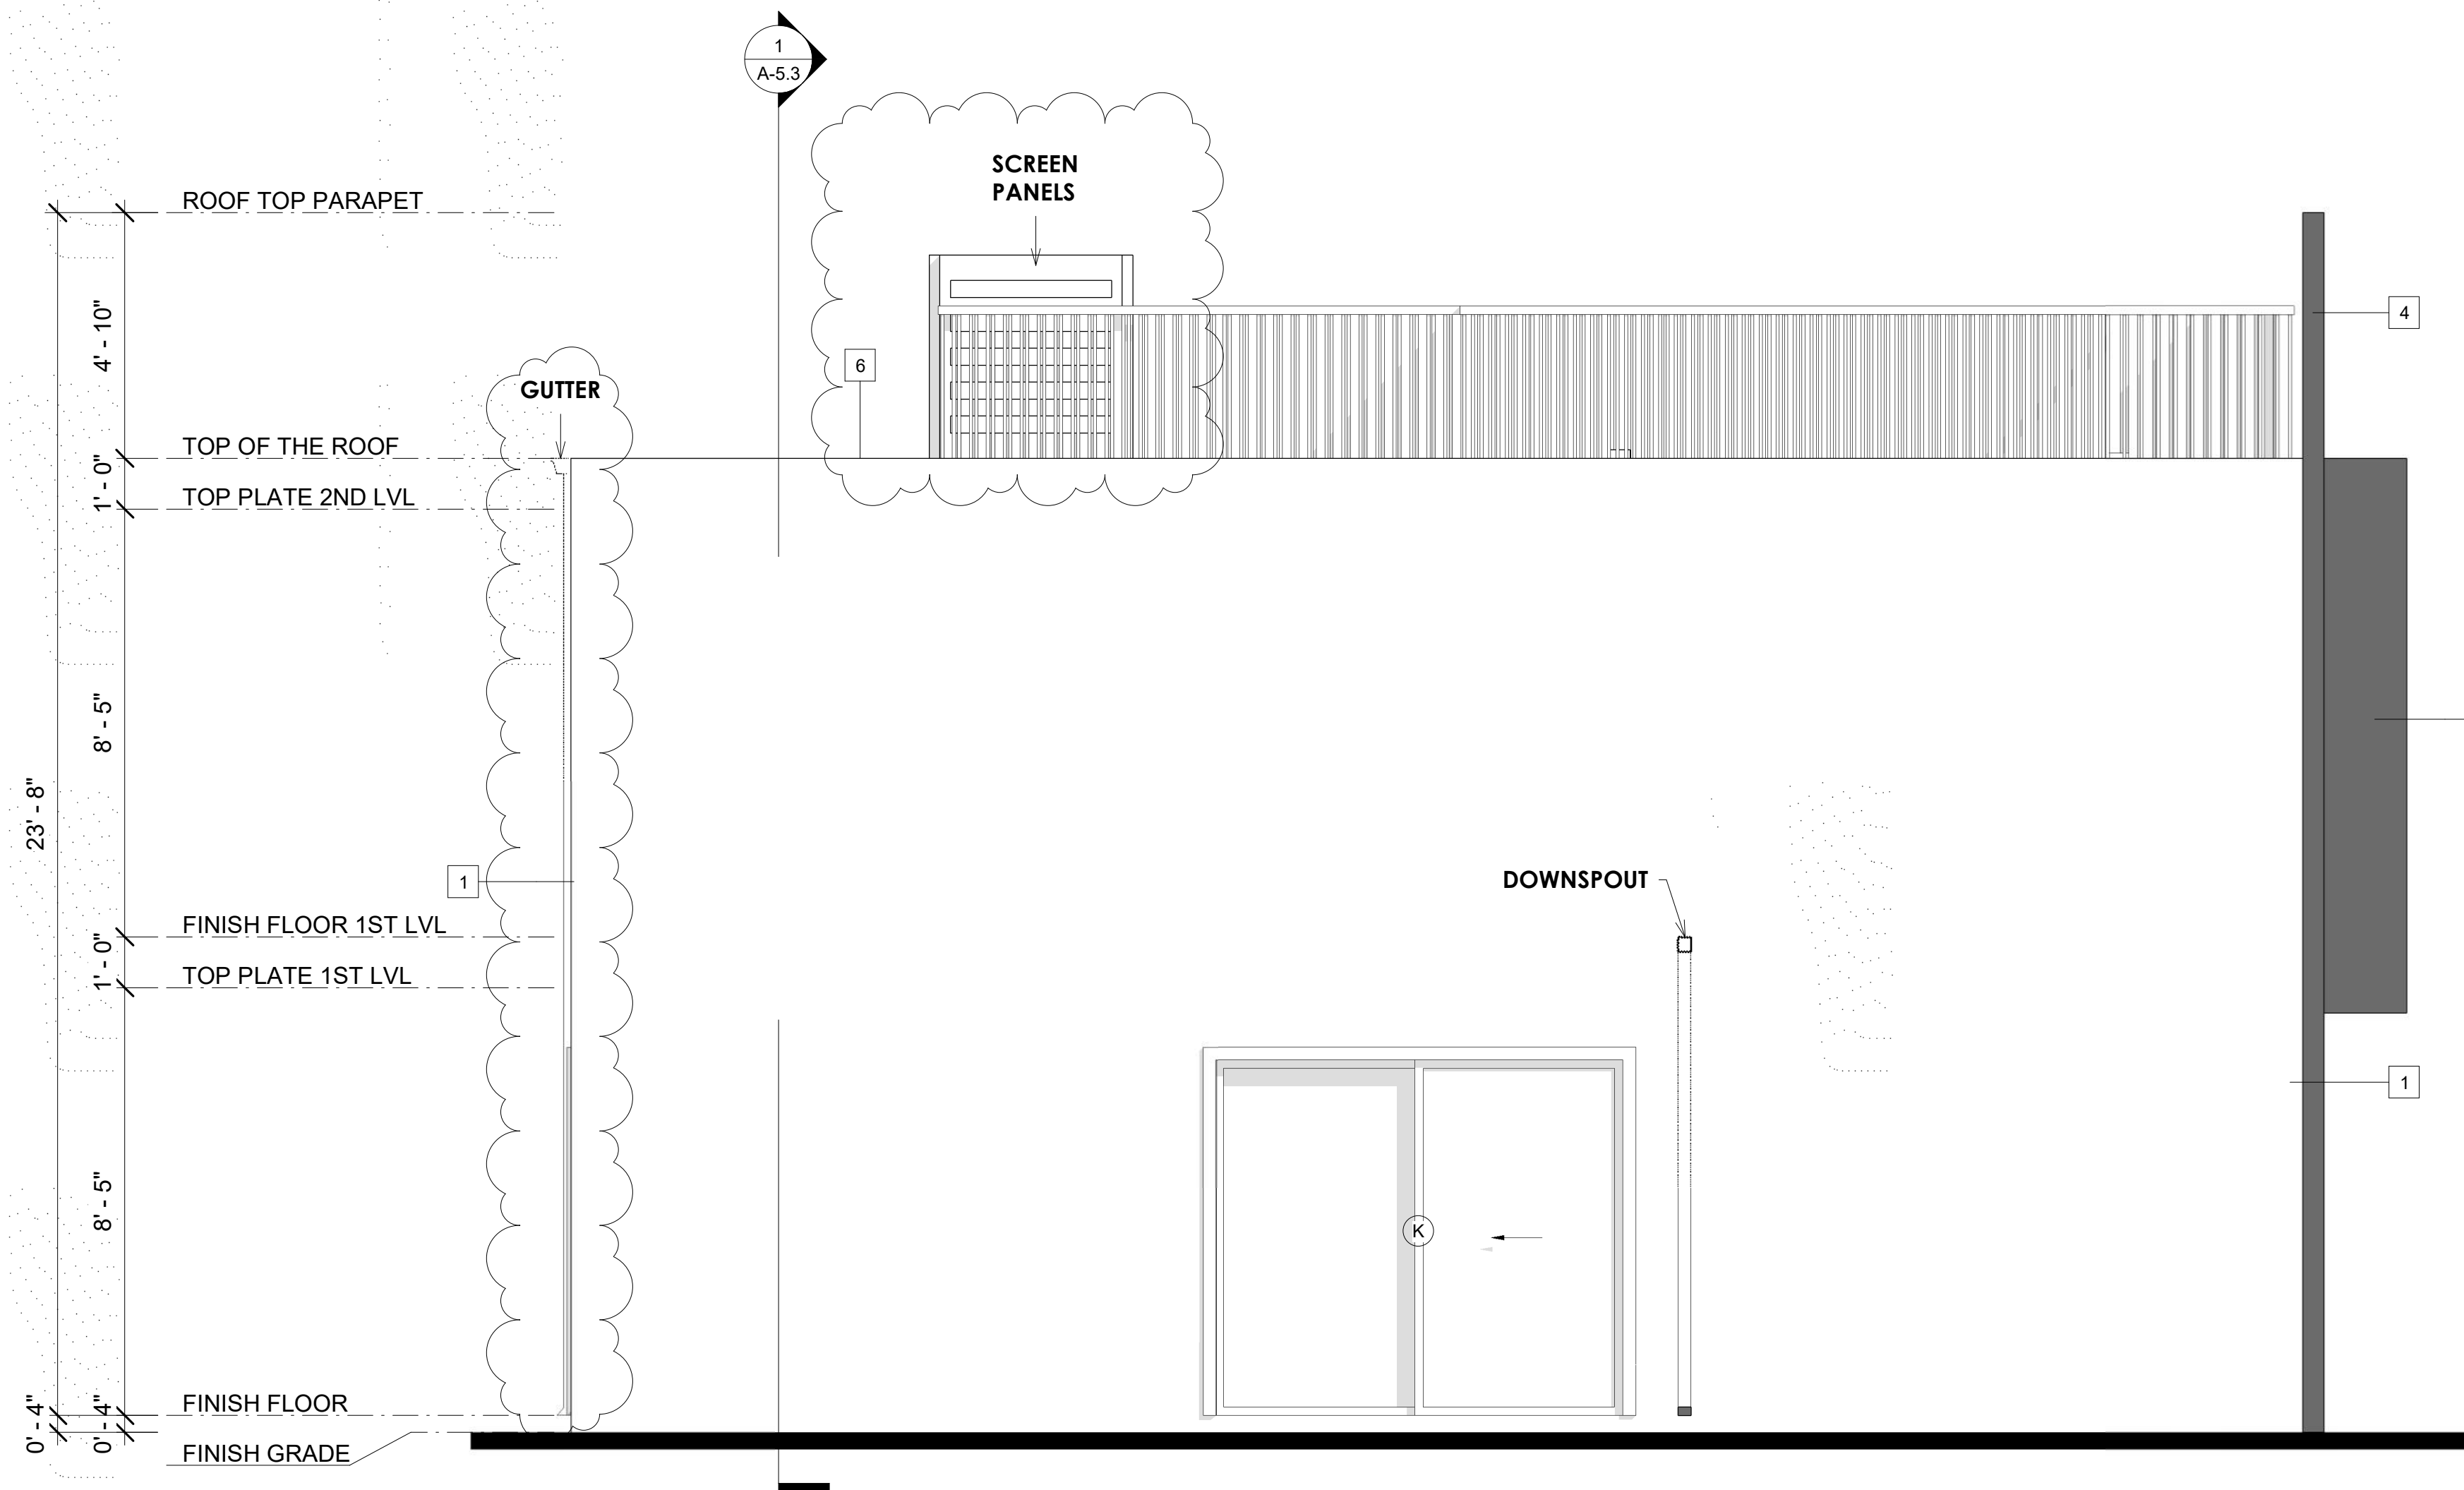 1
A-5.3
SCREEN
PANELS
ROOF TOP PARAPET
4' - 10"
4
6
GUTTER
TOP OF THE ROOF
1' - 0"
TOP PLATE 2ND LVL
8' - 5"
23' - 8"
1
DOWNSPOUT
FINISH FLOOR 1ST LVL
1' - 0"
TOP PLATE 1ST LVL
1
8' - 5"
K
FINISH FLOOR
0' - 4"
0' - 4"
FINISH GRADE